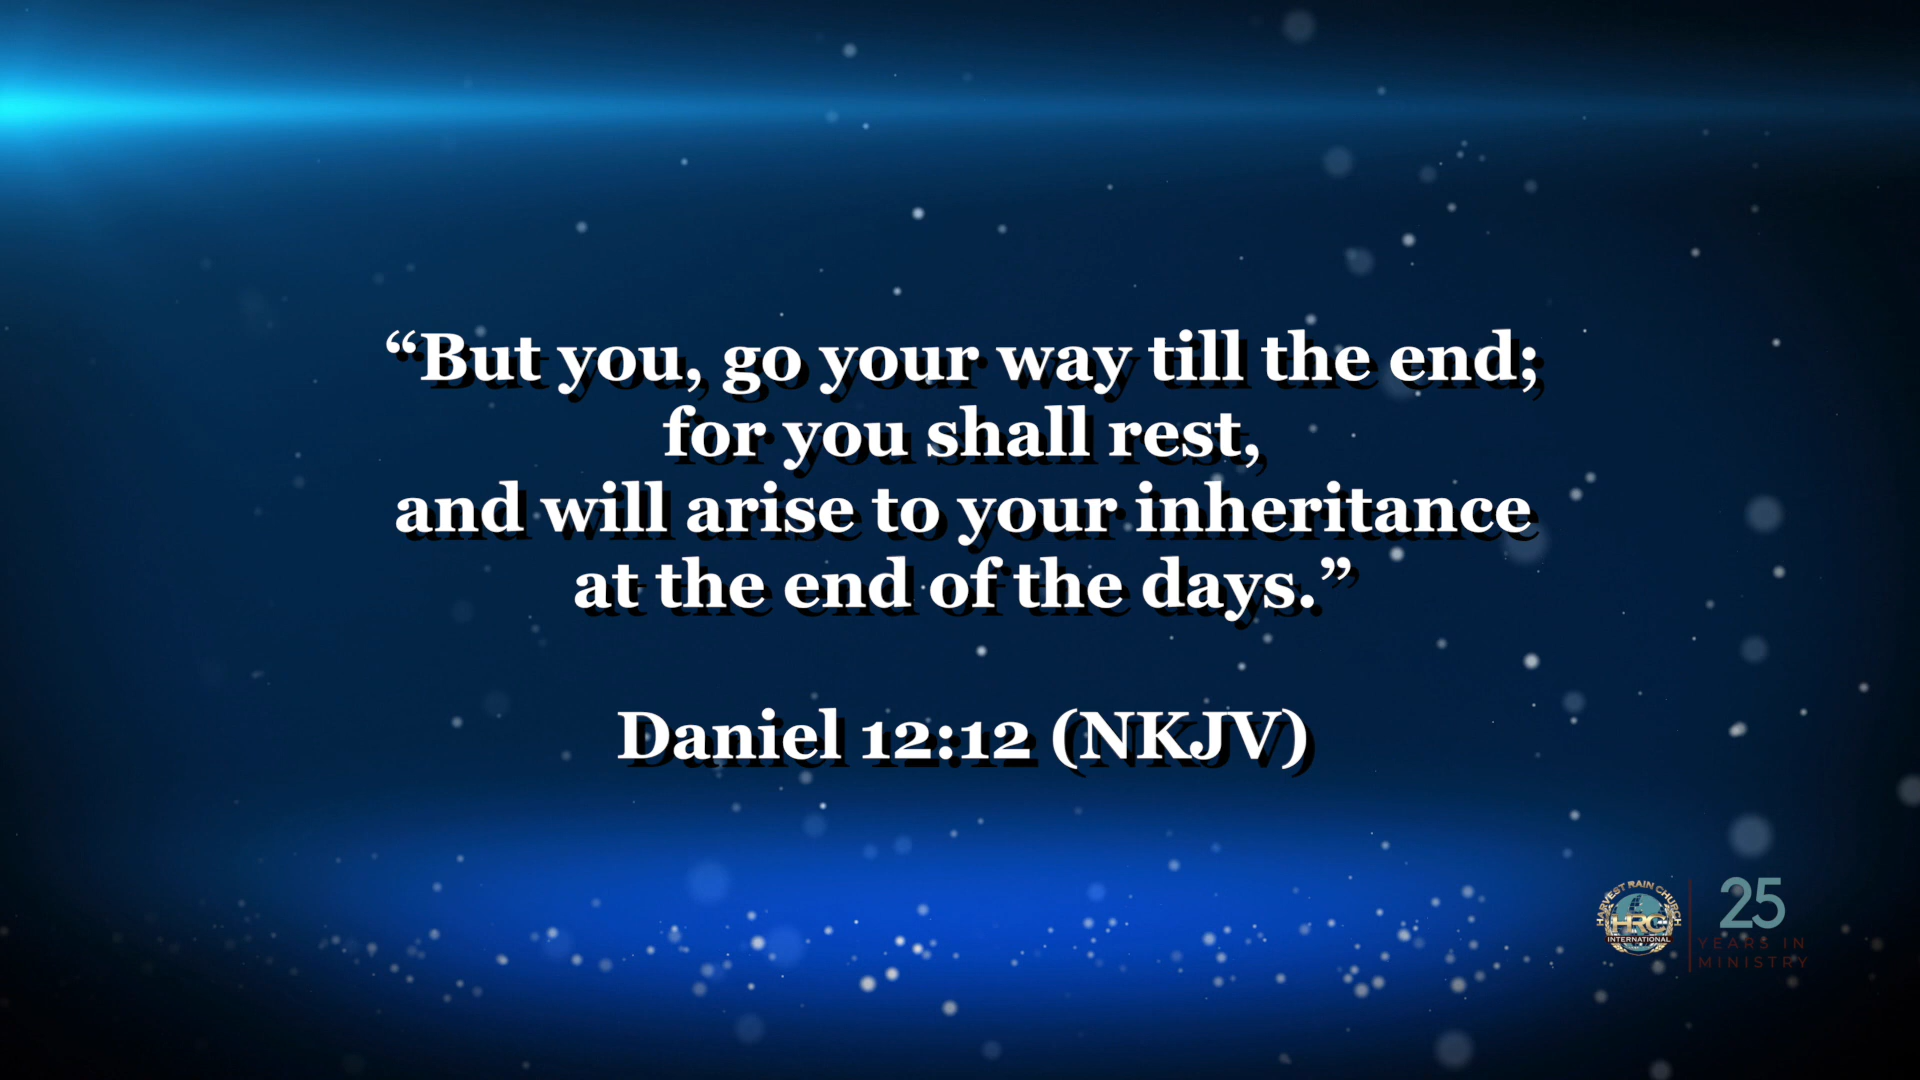 “But you, go your way till the end;
for you shall rest,
and will arise to your inheritance
at the end of the days.”
Daniel 12:12 (NKJV)
HARVEST RAIN CHURCH
HRC
INTERNATIONAL
25
YEARS IN
MINISTRY